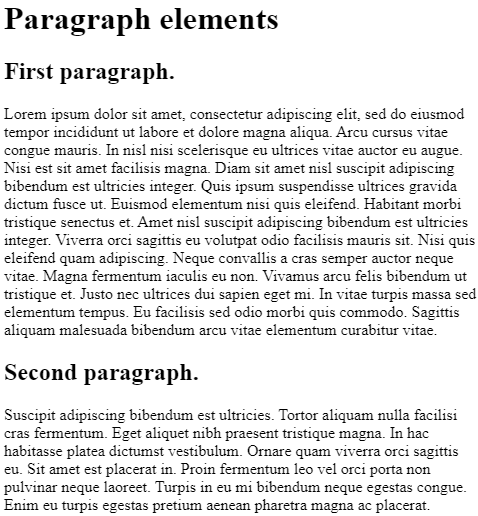 Paragraph elements
First paragraph.
Lorem ipsum dolor sit amet, consectetur adipiscing elit, sed do eiusmod
tempor incididunt ut labore et dolore magna aliqua. Arcu cursus vitae
congue mauris. In nisl nisi scelerisque eu ultrices vitae auctor eu augue.
Nisi est sit amet facilisis magna. Diam sit amet nisl suscipit adipiscing
bibendum est ultricies integer. Quis ipsum suspendisse ultrices gravida
dictum fusce ut. Euismod elementum nisi quis eleifend. Habitant morbi
tristique senectus et. Amet nisl suscipit adipiscing bibendum est ultricies
integer. Viverra orci sagittis eu volutpat odio facilisis mauris sit. Nisi quis
eleifend quam adipiscing. Neque convallis a cras semper auctor neque
vitae. Magna fermentum iaculis eu non. Vivamus arcu felis bibendum ut
tristique et. Justo nec ultrices dui sapien eget mi. In vitae turpis massa sed
elementum tempus. Eu facilisis sed odio morbi quis commodo. Sagittis
aliquam malesuada bibendum arcu vitae elementum curabitur vitae.
Second paragraph.
Suscipit adipiscing bibendum est ultricies. Tortor aliquam nulla facilisi
cras fermentum. Eget aliquet nibh praesent tristique magna. In hac
habitasse platea dictumst vestibulum. Ornare quam viverra orci sagittis
eu. Sit amet est placerat in. Proin fermentum leo vel orci porta non
pulvinar neque laoreet. Turpis in eu mi bibendum neque egestas congue.
Enim eu turpis egestas pretium aenean pharetra magna ac placerat.